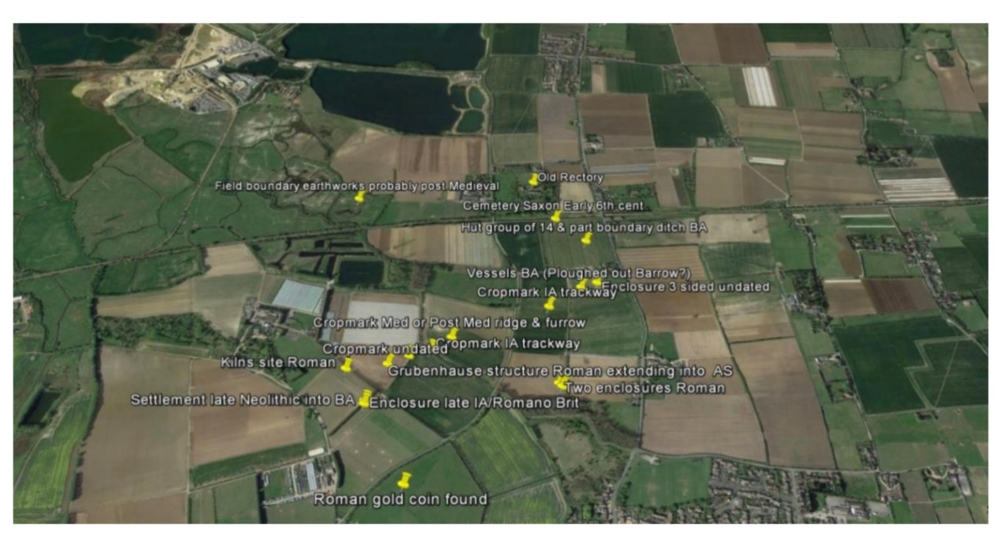 Old Rectory
Field boundary earthworks probably post Medieval
Cemetery Saxon Early 6th cent
Hut group of 14 & part boundary ditch BA
Vessels BA (Ploughed out Barrow?)
Enclosure 3 sided undated
Cropmark IA trackway
Cropmark Med or Post Med ridge & furrow
Cropmark IA trackway
Cropmark undated
Kilns site Roman
Grubenhause structure Roman extending into AS
Two enclosures Roman
Settlement late Neolithic into BA
Enclosure late IA/Romano Brit
Roman gold coin found